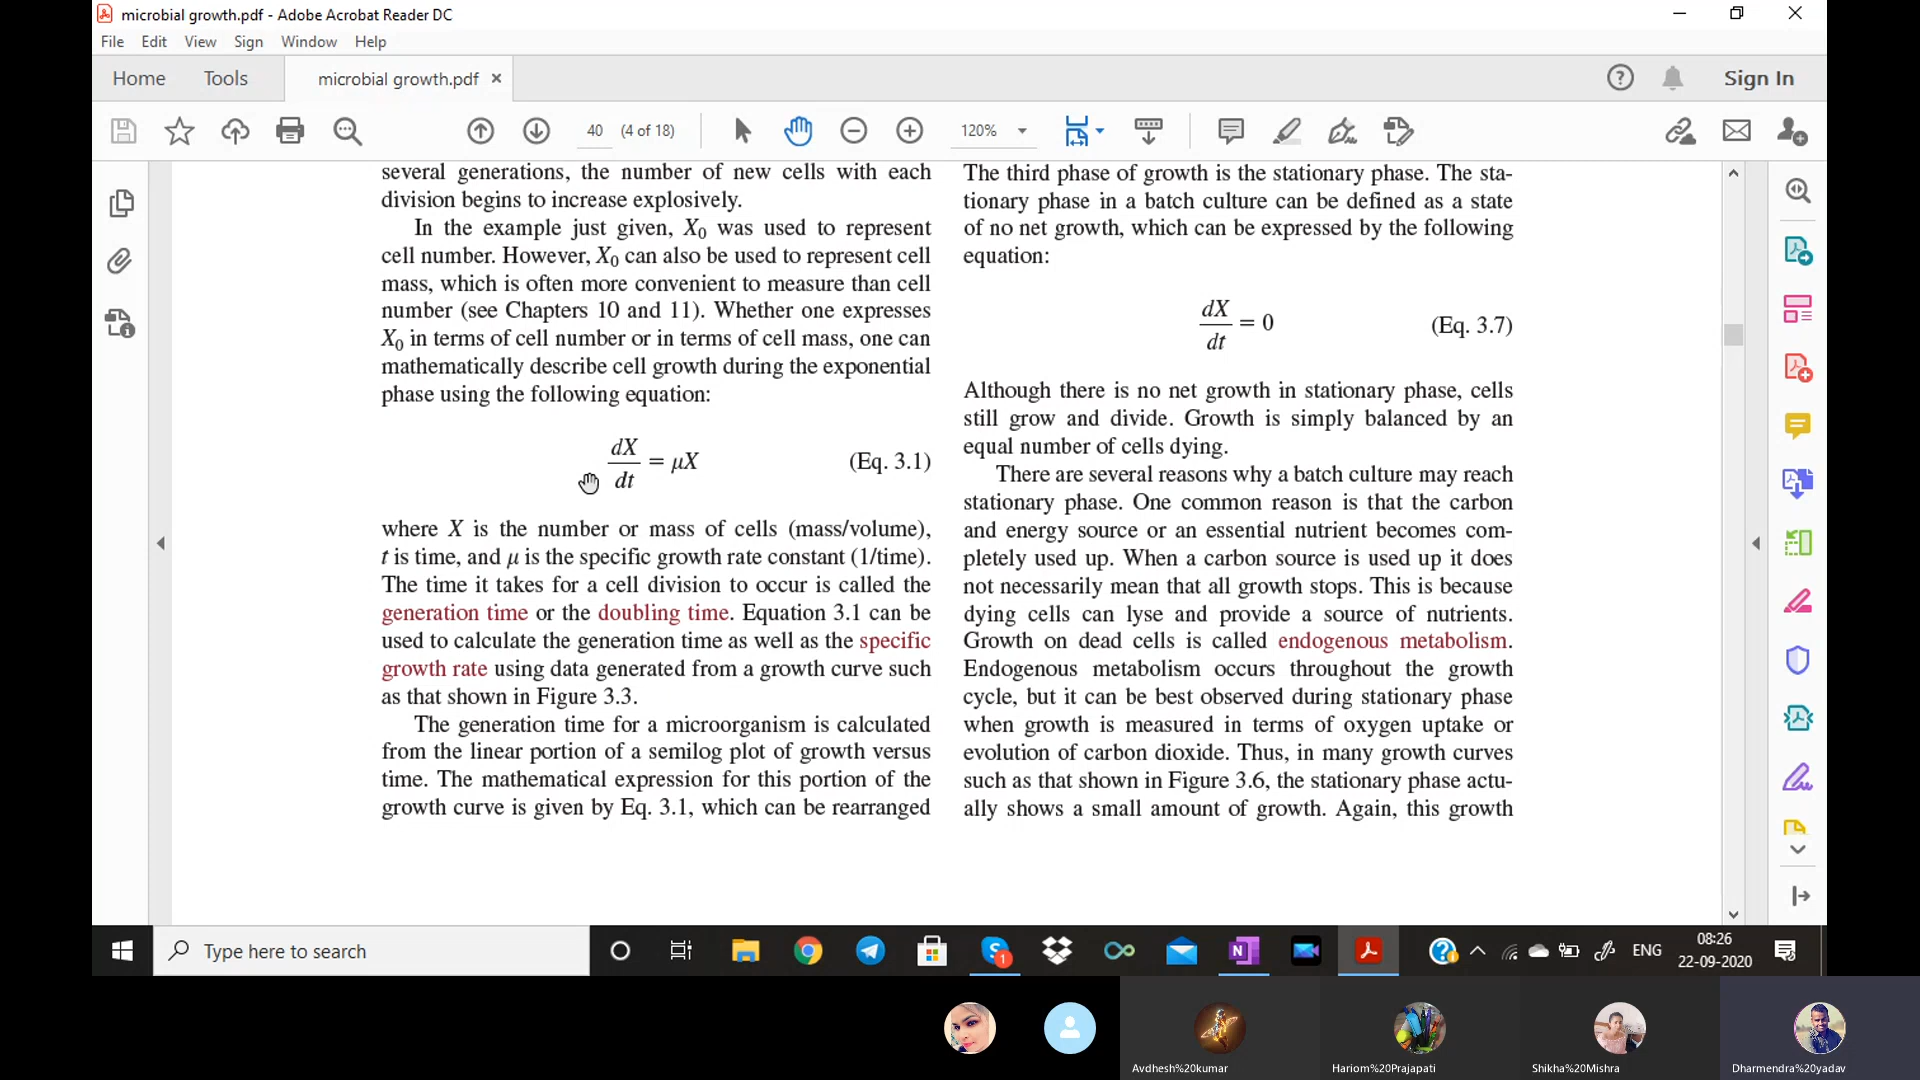 microbial growth.pdf - Adobe Acrobat Reader DC
File Edit View Sign Window Help
Home Tools microbial growth.pdf × Sign In
40 (4 of 18) 120%
several generations, the number of new cells with each
division begins to increase explosively.
In the example just given, X0 was used to represent
cell number. However, X0 can also be used to represent cell
mass, which is often more convenient to measure than cell
number (see Chapters 10 and 11). Whether one expresses
X0 in terms of cell number or in terms of cell mass, one can
mathematically describe cell growth during the exponential
phase using the following equation:
dX/dt = μX (Eq. 3.1)
where X is the number or mass of cells (mass/volume),
t is time, and μ is the specific growth rate constant (1/time).
The time it takes for a cell division to occur is called the
generation time or the doubling time. Equation 3.1 can be
used to calculate the generation time as well as the specific
growth rate using data generated from a growth curve such
as that shown in Figure 3.3.
The generation time for a microorganism is calculated
from the linear portion of a semilog plot of growth versus
time. The mathematical expression for this portion of the
growth curve is given by Eq. 3.1, which can be rearranged
The third phase of growth is the stationary phase. The sta-
tionary phase in a batch culture can be defined as a state
of no net growth, which can be expressed by the following
equation:
dX/dt = 0 (Eq. 3.7)
Although there is no net growth in stationary phase, cells
still grow and divide. Growth is simply balanced by an
equal number of cells dying.
There are several reasons why a batch culture may reach
stationary phase. One common reason is that the carbon
and energy source or an essential nutrient becomes com-
pletely used up. When a carbon source is used up it does
not necessarily mean that all growth stops. This is because
dying cells can lyse and provide a source of nutrients.
Growth on dead cells is called endogenous metabolism.
Endogenous metabolism occurs throughout the growth
cycle, but it can be best observed during stationary phase
when growth is measured in terms of oxygen uptake or
evolution of carbon dioxide. Thus, in many growth curves
such as that shown in Figure 3.6, the stationary phase actu-
ally shows a small amount of growth. Again, this growth
Type here to search
1
N
ENG
08:26
22-09-2020
Avdhesh%20kumar
Hariom%20Prajapati
Shikha%20Mishra
Dharmendra%20yadav